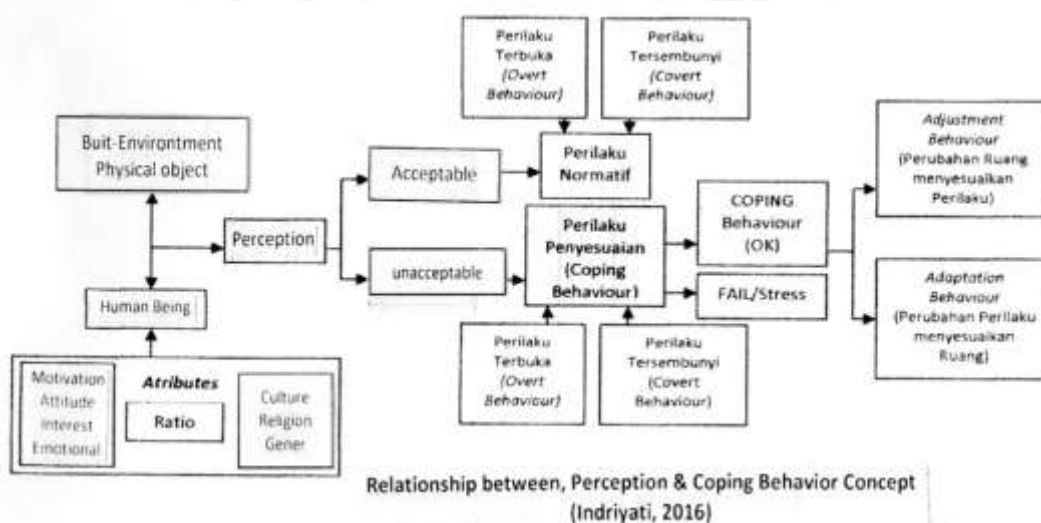 Perilaku
Terbuka
(Overt
Behaviour)
Perilaku
Tersembunyi
(Covert
Behaviour)
Buit-Environtment
Physical object
Acceptable
Perilaku
Normatif
Adjustment
Behaviour
(Perubahan Ruang
menyesuaikan
Perilaku)
Perception
unacceptable
Perilaku
Penyesuaian
(Coping
Behaviour)
COPING
Behaviour
(OK)
FAIL/Stress
Adaptation
Behaviour
(Perubahan Perilaku
menyesuaikan
Ruang)
Human Being
Perilaku
Terbuka
(Overt
Behaviour)
Perilaku
Tersembunyi
(Covert
Behaviour)
Motivation
Attitude
Interest
Emotional
Atributes
Ratio
Culture
Religion
Gener
Relationship between, Perception & Coping Behavior Concept
(Indriyati, 2016)